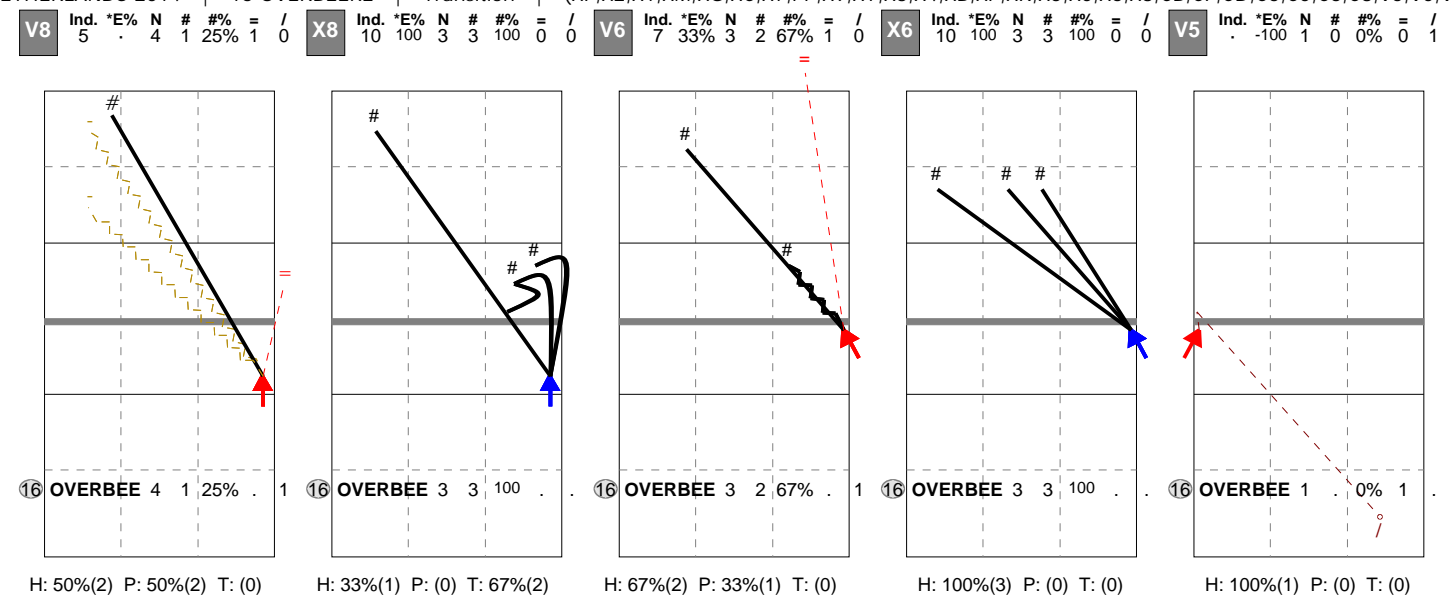 V8 Ind. *E% N # #% = /
5 . 4 1 25% 1 0
X8 Ind. *E% N # #% = /
10 100 3 3 100 0 0
V6 Ind. *E% N # #% = /
7 33% 3 2 67% 1 0
X6 Ind. *E% N # #% = /
10 100 3 3 100 0 0
V5 Ind. *E% N # #% = /
. -100 1 0 0% 0 1
# =
# # #
= # #
# # #
16 OVERBEE 4 1 25% . 1
16 OVERBEE 3 3 100 . .
16 OVERBEE 3 2 67% . 1
16 OVERBEE 3 3 100 . .
16 OVERBEE 1 . 0% 1 .
/
H: 50%(2) P: 50%(2) T: (0)
H: 33%(1) P: (0) T: 67%(2)
H: 67%(2) P: 33%(1) T: (0)
H: 100%(3) P: (0) T: (0)
H: 100%(1) P: (0) T: (0)